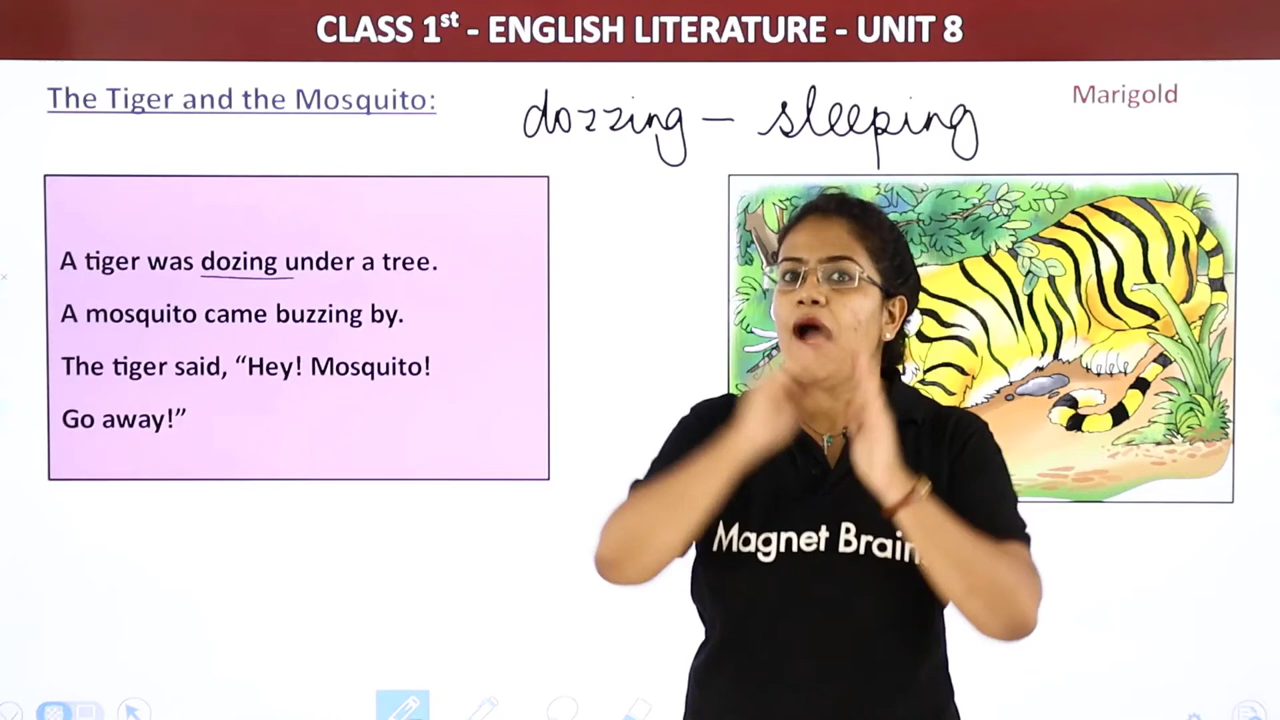 CLASS 1st - ENGLISH LITERATURE - UNIT 8
The Tiger and the Mosquito:
dozzing – sleeping
Marigold
A tiger was dozing under a tree.
A mosquito came buzzing by.
The tiger said, “Hey! Mosquito!
Go away!”
Magnet Brain